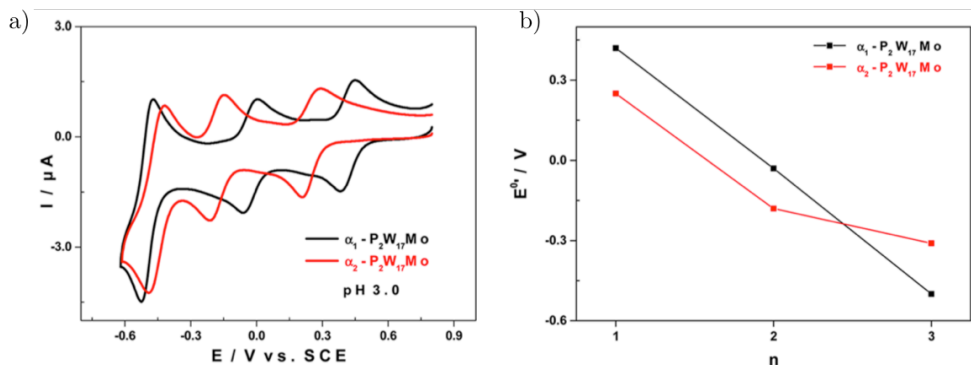 a)
3.0
0.0
-3.0
I / µA
α₁ - P₂W₁₇Mo
α₂ - P₂W₁₇Mo
pH 3.0
-0.6 -0.3 0.0 0.3 0.6 0.9
E / V vs. SCE
b)
α₁ - P₂W₁₇Mo
α₂ - P₂W₁₇Mo
0.3
0.0
-0.3
-0.6
E⁰' / V
1 2 3
n